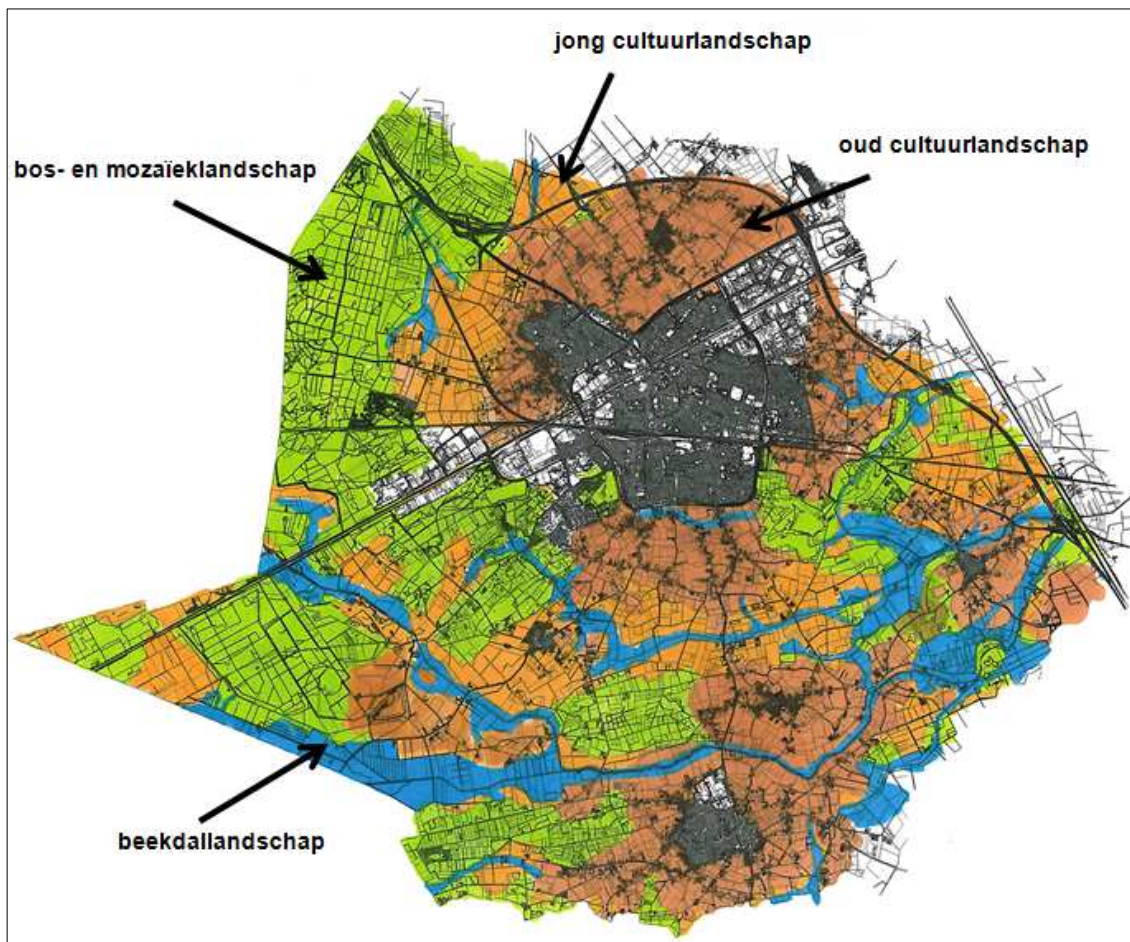 jong cultuurlandschap
oud cultuurlandschap
bos- en mozaïeklandschap
beekdallandschap